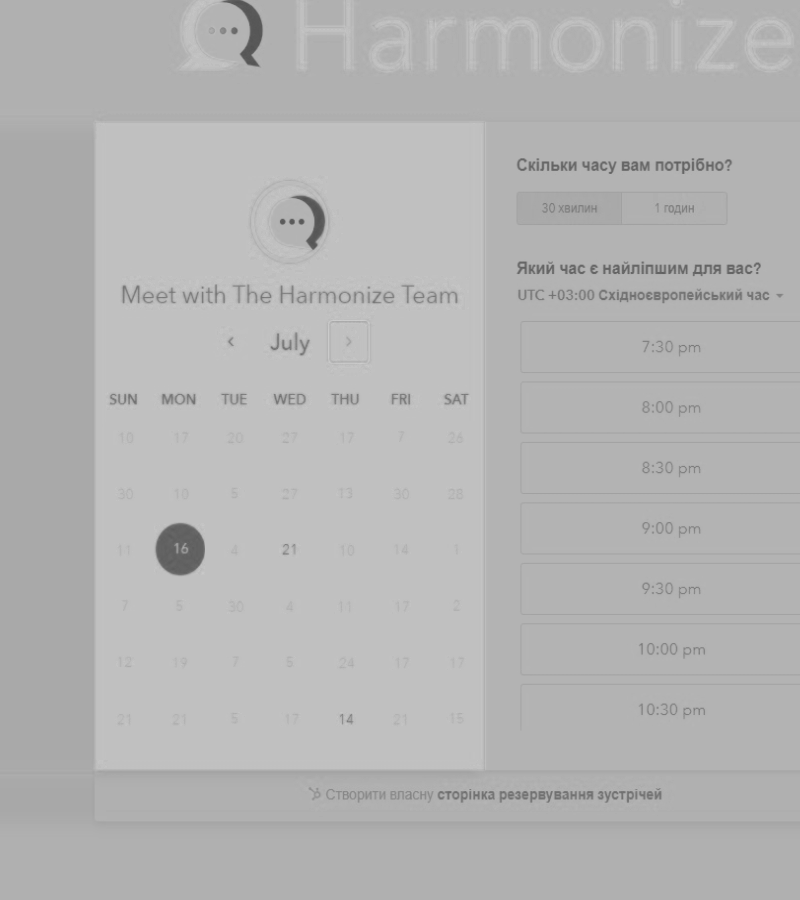 Harmonize
Meet with The Harmonize Team
July
SUN MON TUE WED THU FRI SAT
10 17 20 27 17 7 26
30 10 5 27 13 30 28
11 16 4 21 10 14 1
7 5 30 4 11 17 2
12 19 7 5 24 17 17
21 21 5 17 14 21 15
Скільки часу вам потрібно?
30 хвилин 1 годин
Який час є найліпшим для вас?
UTC +03:00 Східноєвропейський час
7:30 pm
8:00 pm
8:30 pm
9:00 pm
9:30 pm
10:00 pm
10:30 pm
Створити власну сторінка резервування зустрічей